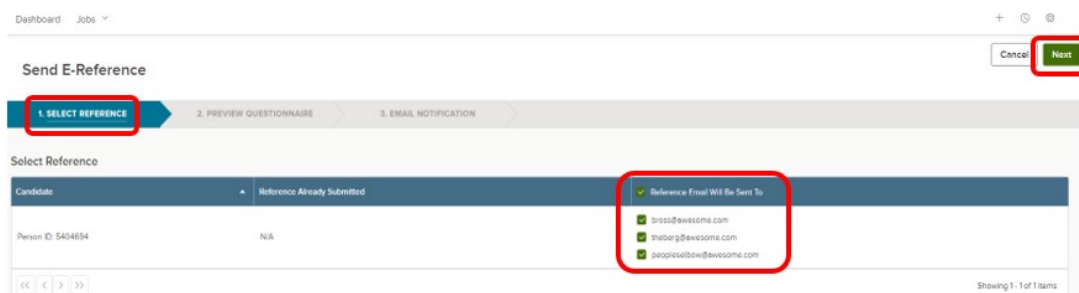 Dashboard Jobs
Cancel Next
Send E-Reference
1. SELECT REFERENCE 2. PREVIEW QUESTIONNAIRE 3. EMAIL NOTIFICATION
Select Reference
Candidate Reference Already Submitted Reference Email Will Be Sent To
bross@awesome.com
Person ID: 5404694 N/A theberg@awesome.com
peopleselbow@awesome.com
Showing 1 - 1 of 1 items